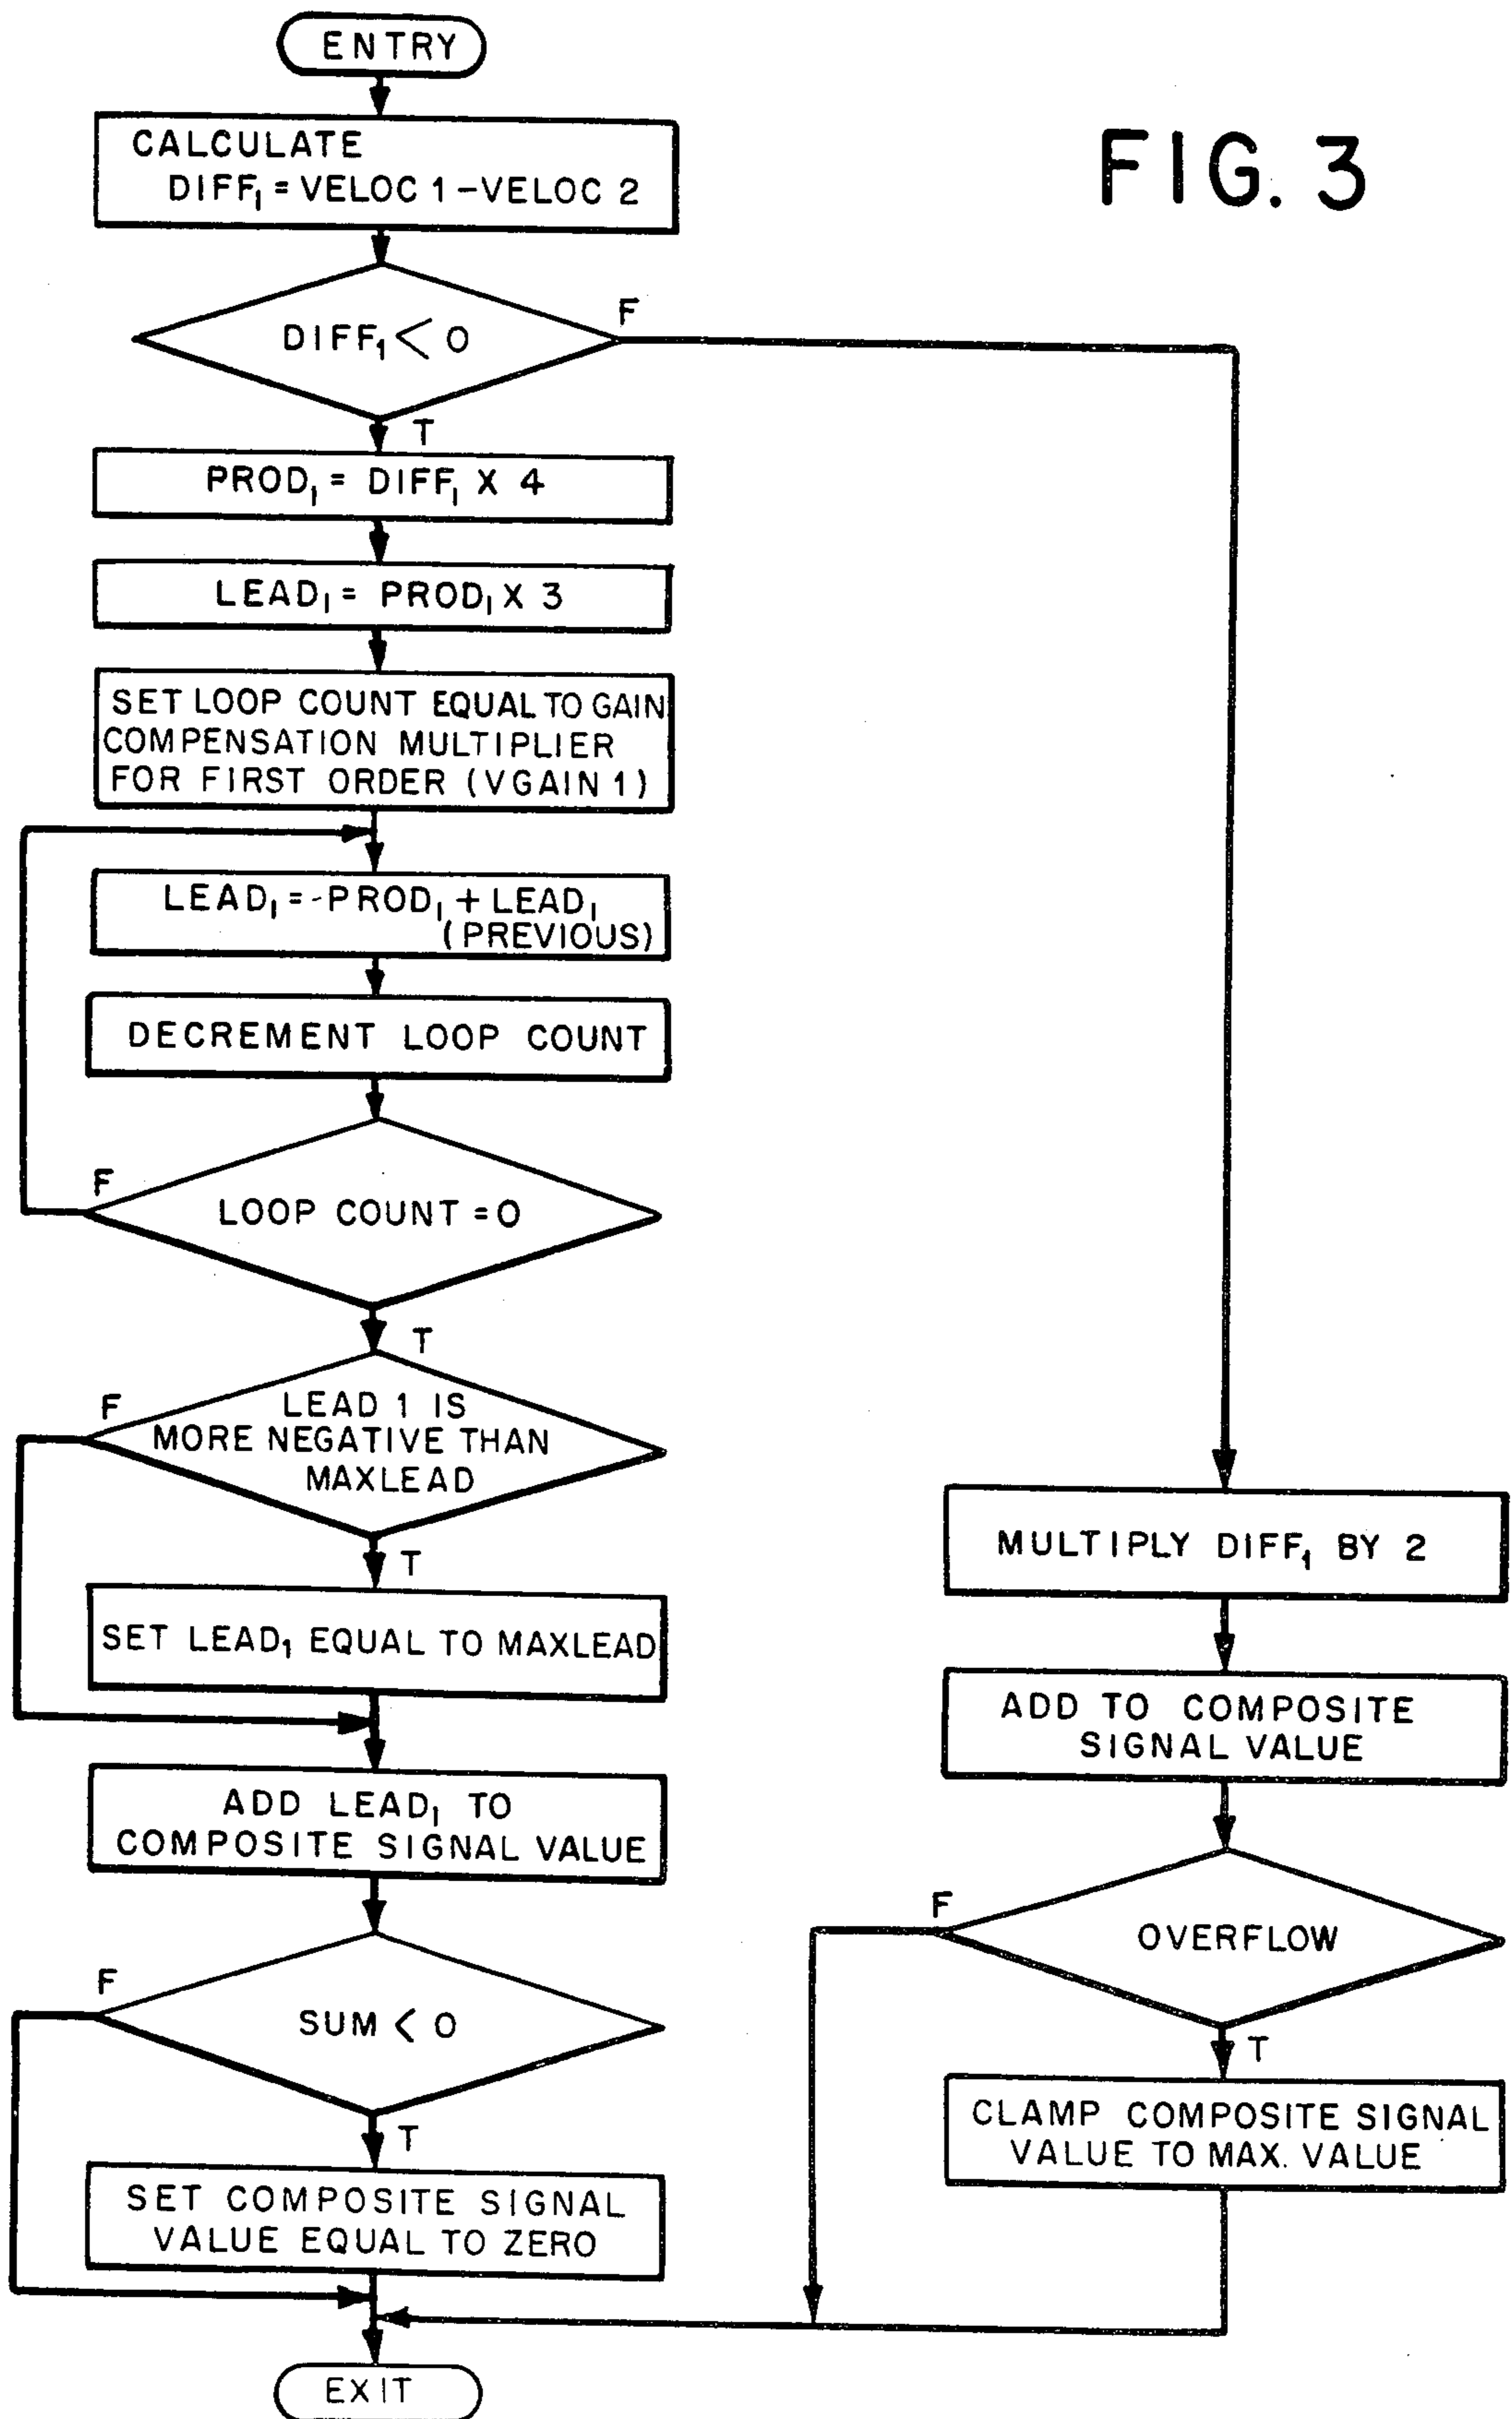 ENTRY
FIG. 3
CALCULATE
DIFF₁ = VELOC 1 – VELOC 2
DIFF₁ < 0
F
T
PROD₁ = DIFF₁ X 4
LEAD₁ = PROD₁ X 3
SET LOOP COUNT EQUAL TO GAIN
COMPENSATION MULTIPLIER
FOR FIRST ORDER (VGAIN 1)
LEAD₁ = -PROD₁ + LEAD₁
(PREVIOUS)
DECREMENT LOOP COUNT
F
LOOP COUNT = 0
T
F
LEAD 1 IS
MORE NEGATIVE THAN
MAXLEAD
T
SET LEAD₁ EQUAL TO MAXLEAD
ADD LEAD₁ TO
COMPOSITE SIGNAL VALUE
F
SUM < 0
T
SET COMPOSITE SIGNAL
VALUE EQUAL TO ZERO
MULTIPLY DIFF₁ BY 2
ADD TO COMPOSITE
SIGNAL VALUE
F
OVERFLOW
T
CLAMP COMPOSITE SIGNAL
VALUE TO MAX. VALUE
EXIT